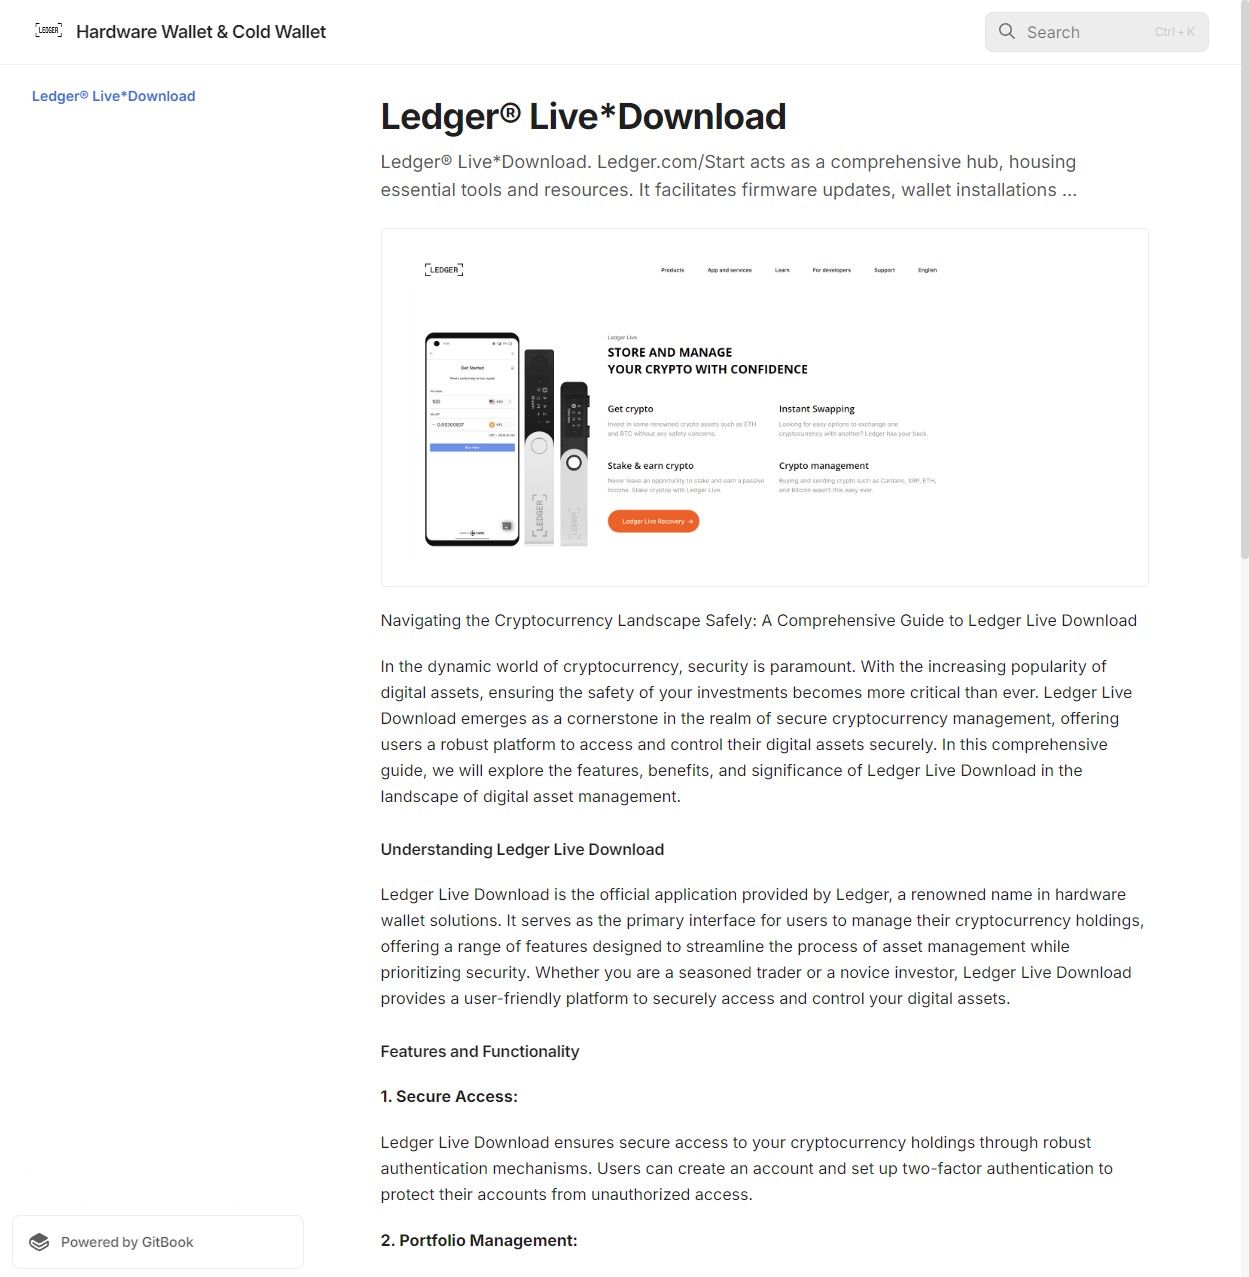 LEDGER
Hardware Wallet & Cold Wallet
Search
Ctrl + K
Ledger® Live*Download
Ledger® Live*Download
Ledger® Live*Download. Ledger.com/Start acts as a comprehensive hub, housing
essential tools and resources. It facilitates firmware updates, wallet installations ...
LEDGER
Products
App and services
Learn
For developers
Support
English
Get Started
100
USD
0.00300837
BTC
Buy Now
LEDGER
LEDGER
Ledger Live
STORE AND MANAGE
YOUR CRYPTO WITH CONFIDENCE
Get crypto
Invest in some renowned crypto assets such as ETH
and BTC without any safety concerns.
Instant Swapping
Looking for easy options to exchange one
cryptocurrency with another? Ledger has your back.
Stake & earn crypto
Never leave an opportunity to stake and earn a passive
income. Stake cryptos with Ledger Live.
Crypto management
Buying and sending crypto such as Cardano, XRP, ETH,
and Bitcoin wasn't this easy ever.
Ledger Live Recovery →
Navigating the Cryptocurrency Landscape Safely: A Comprehensive Guide to Ledger Live Download
In the dynamic world of cryptocurrency, security is paramount. With the increasing popularity of
digital assets, ensuring the safety of your investments becomes more critical than ever. Ledger Live
Download emerges as a cornerstone in the realm of secure cryptocurrency management, offering
users a robust platform to access and control their digital assets securely. In this comprehensive
guide, we will explore the features, benefits, and significance of Ledger Live Download in the
landscape of digital asset management.
Understanding Ledger Live Download
Ledger Live Download is the official application provided by Ledger, a renowned name in hardware
wallet solutions. It serves as the primary interface for users to manage their cryptocurrency holdings,
offering a range of features designed to streamline the process of asset management while
prioritizing security. Whether you are a seasoned trader or a novice investor, Ledger Live Download
provides a user-friendly platform to securely access and control your digital assets.
Features and Functionality
1. Secure Access:
Ledger Live Download ensures secure access to your cryptocurrency holdings through robust
authentication mechanisms. Users can create an account and set up two-factor authentication to
protect their accounts from unauthorized access.
2. Portfolio Management:
Powered by GitBook